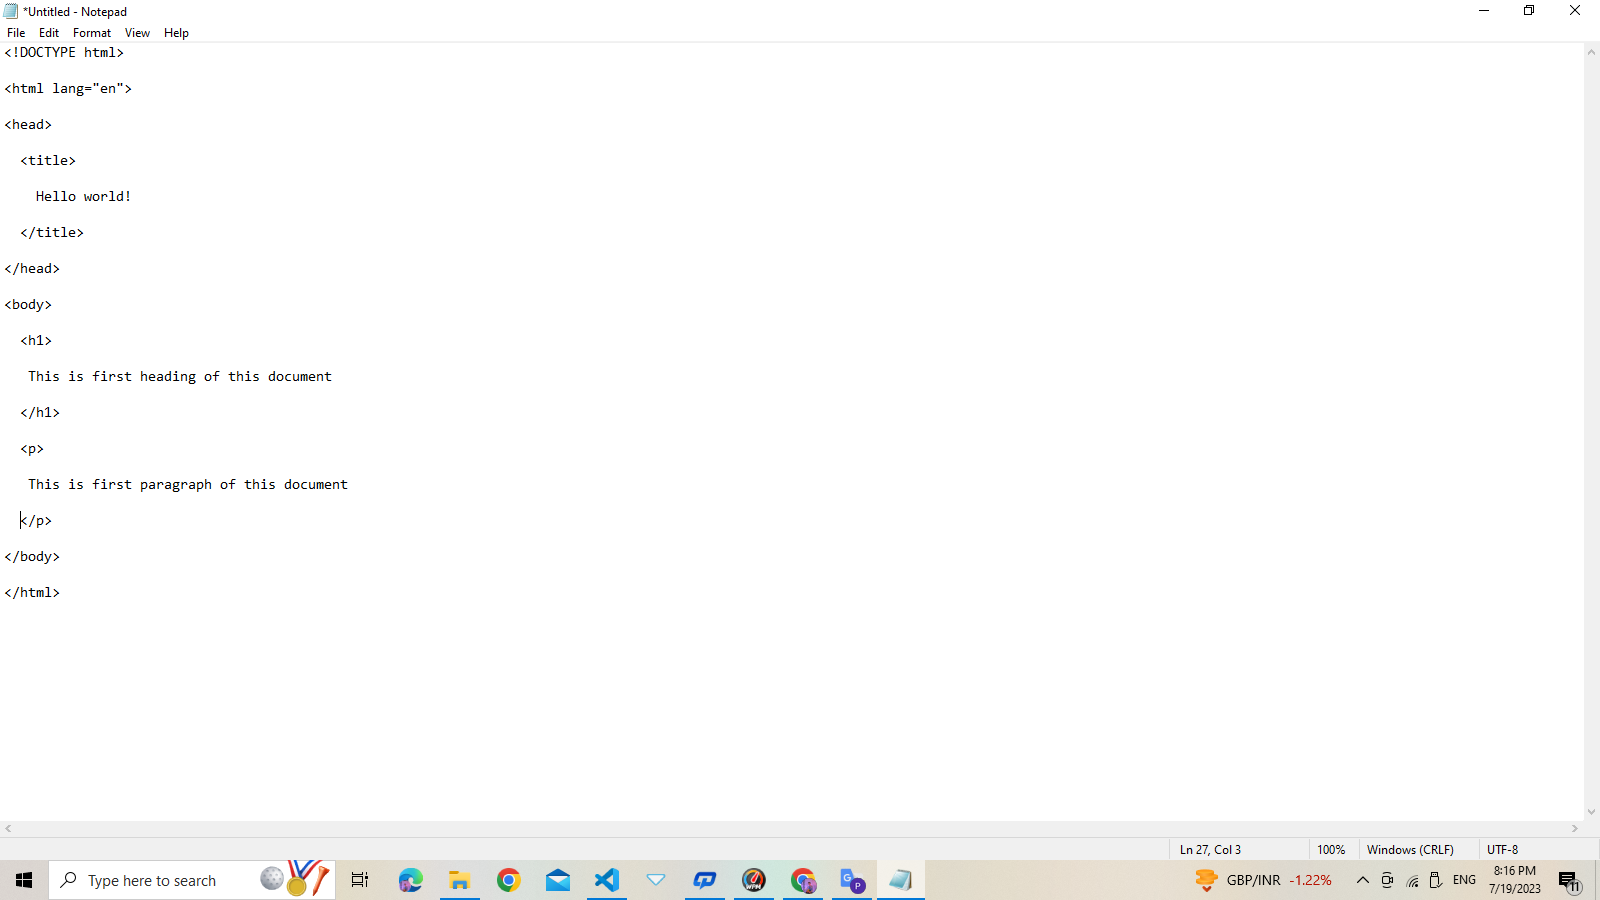 *Untitled - Notepad
File Edit Format View Help
<!DOCTYPE html>
<html lang="en">
<head>
<title>
Hello world!
</title>
</head>
<body>
<h1>
This is first heading of this document
</h1>
<p>
This is first paragraph of this document
</p>
</body>
</html>
Ln 27, Col 3 100% Windows (CRLF) UTF-8
Type here to search WPM G P GBP/INR -1.22% ENG 8:16 PM
7/19/2023 11